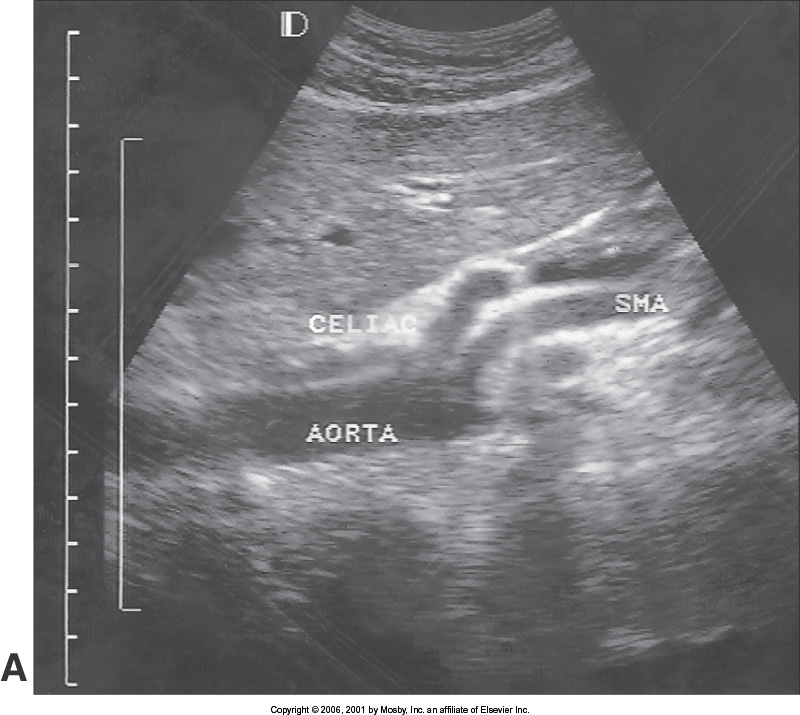 D
CELIAC
SMA
AORTA
A
Copyright © 2006, 2001 by Mosby, Inc. an affiliate of Elsevier Inc.